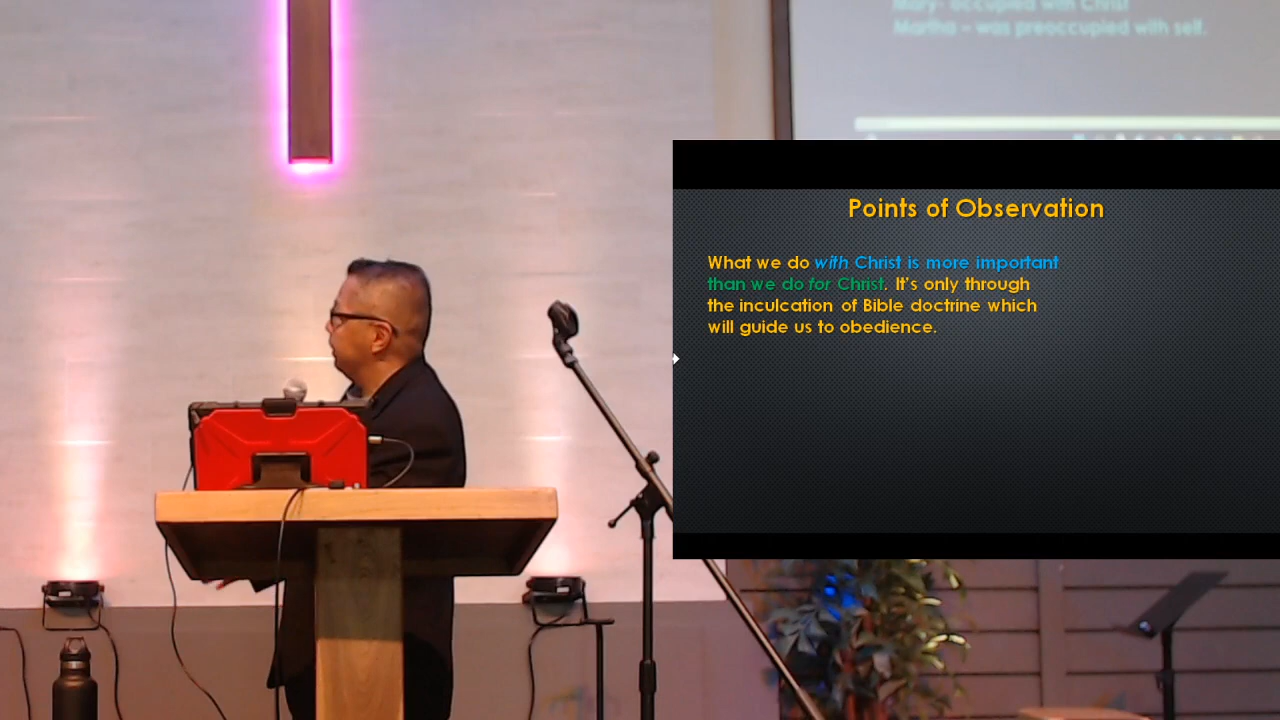 Mary- occupied with Christ
Martha – was preoccupied with self.
Points of Observation
What we do with Christ is more important
than we do for Christ. It's only through
the inculcation of Bible doctrine which
will guide us to obedience.